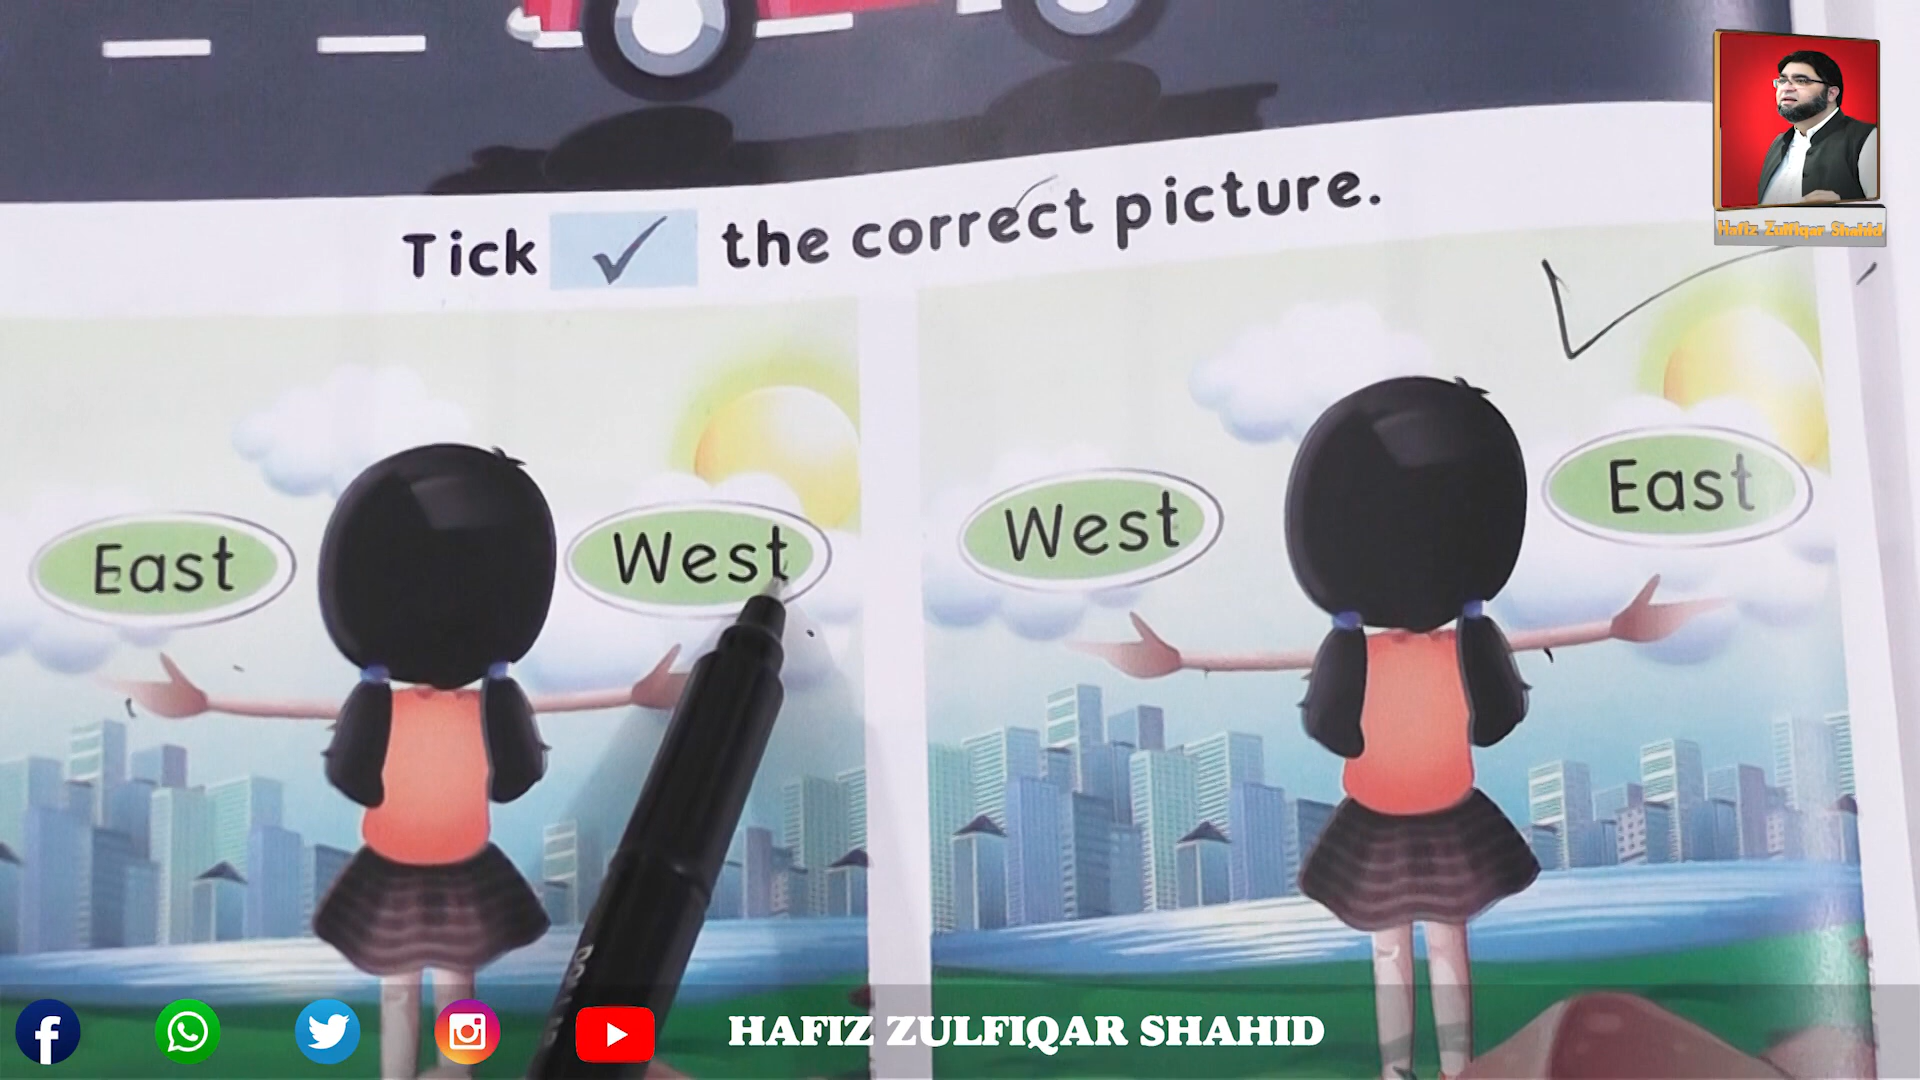 Hafiz Zulfiqar Shahid
Tick ✓ the correct picture.
East
West
West
East
HAFIZ ZULFIQAR SHAHID